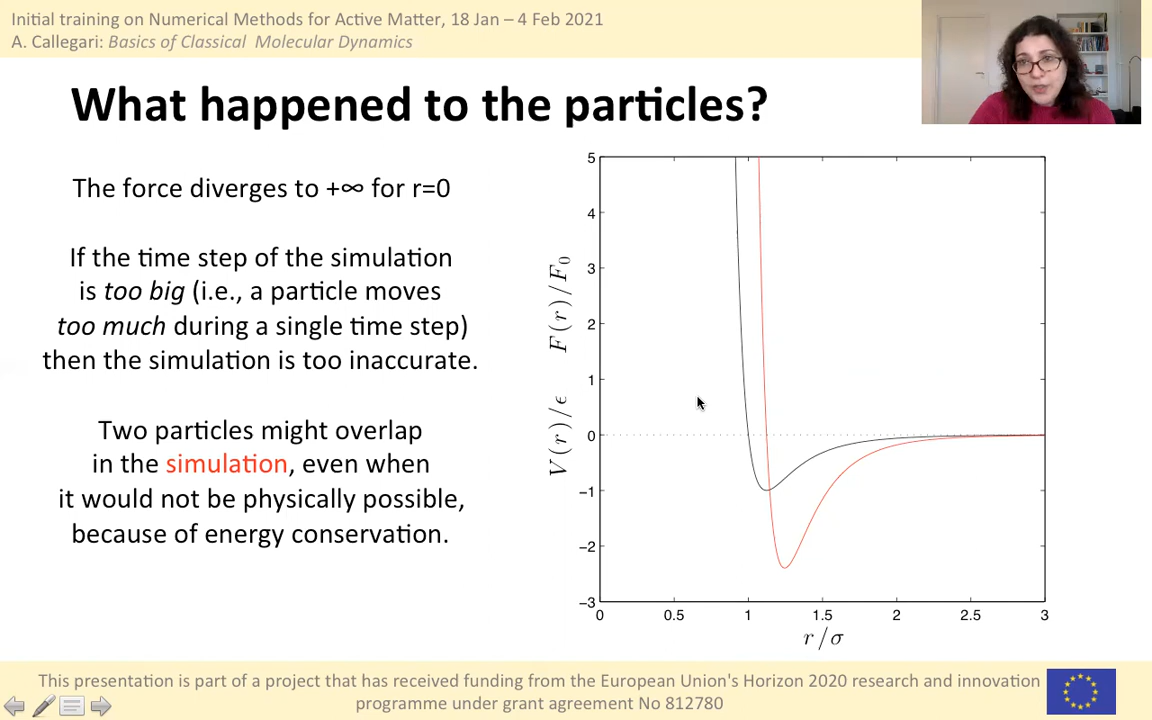 Initial training on Numerical Methods for Active Matter, 18 Jan – 4 Feb 2021
A. Callegari: Basics of Classical Molecular Dynamics
What happened to the particles?
The force diverges to +∞ for r=0
If the time step of the simulation
is too big (i.e., a particle moves
too much during a single time step)
then the simulation is too inaccurate.
Two particles might overlap
in the simulation, even when
it would not be physically possible,
because of energy conservation.
5
4
3
2
1
0
−1
−2
−3
V(r)/ϵ F(r)/F₀
0 0.5 1 1.5 2 2.5 3
r/σ
This presentation is part of a project that has received funding from the European Union's Horizon 2020 research and innovation
programme under grant agreement No 812780